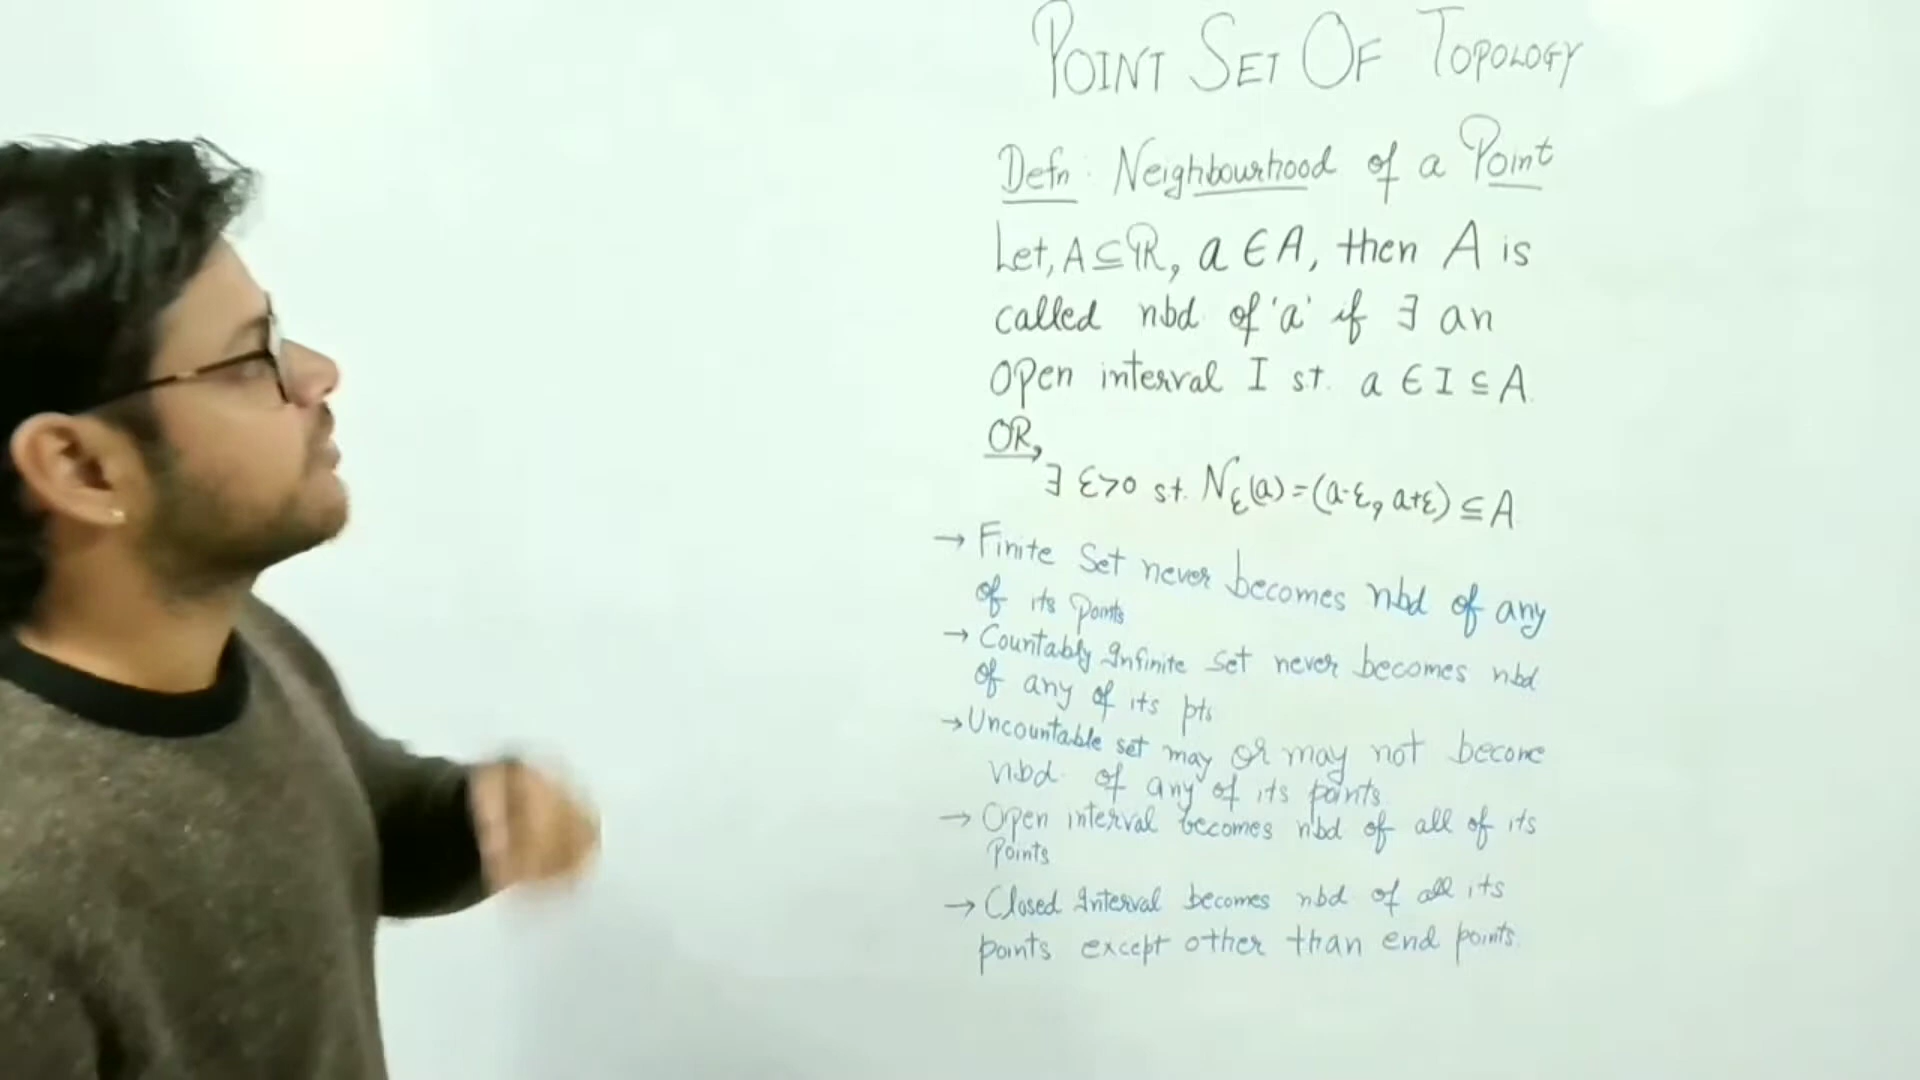 POINT SET OF TOPOLOGY
Defn: Neighbourhood of a Point
Let, A ⊆ ℝ, a ∈ A, then A is
called nbd. of 'a' if ∃ an
Open interval I s.t. a ∈ I ⊆ A.
OR,
∃ ε>0 s.t. Nε(a) = (a-ε, a+ε) ⊆ A
→ Finite Set never becomes nbd of any
of its points
→ Countably Infinite set never becomes nbd
of any of its pts
→ Uncountable set may or may not become
nbd. of any of its points
→ Open interval becomes nbd of all of its
Points
→ Closed Interval becomes nbd of all its
points except other than end points.